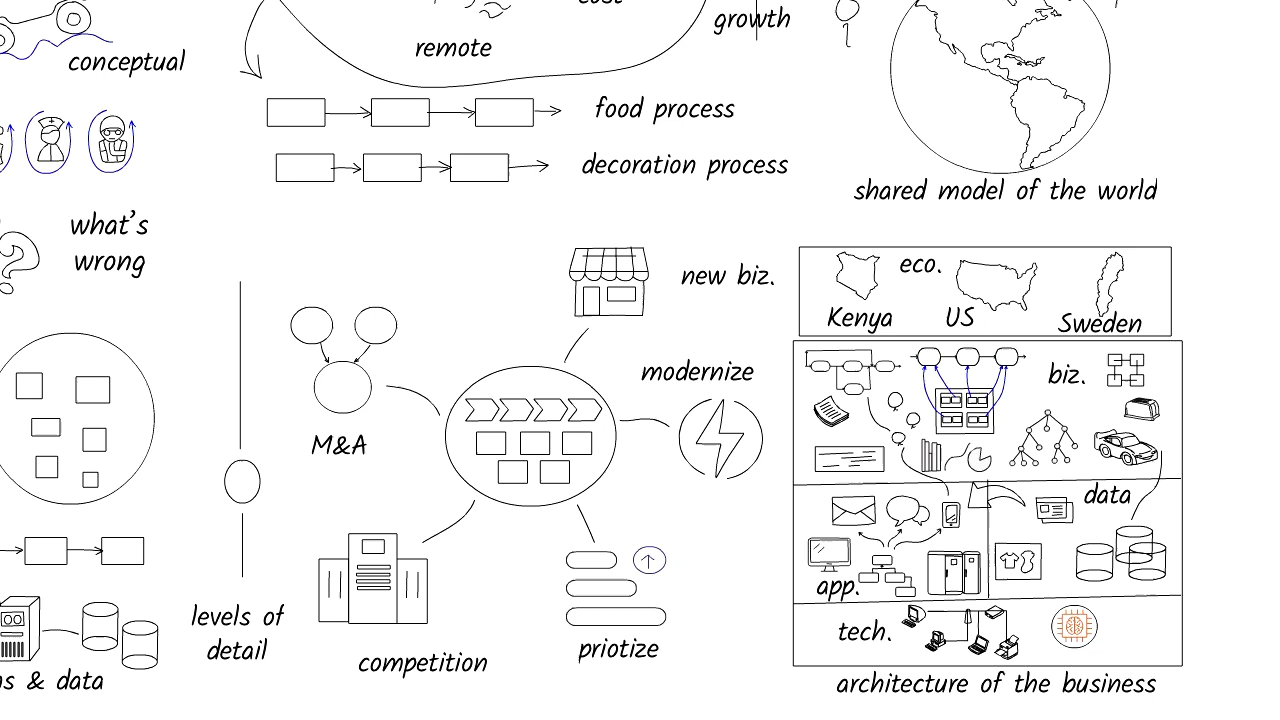 growth
remote
conceptual
food process
decoration process
shared model of the world
what's
wrong
new biz.
eco.
Kenya
US
Sweden
modernize
biz.
M&A
data
app.
levels of
detail
tech.
competition
priotize
& data
architecture of the business